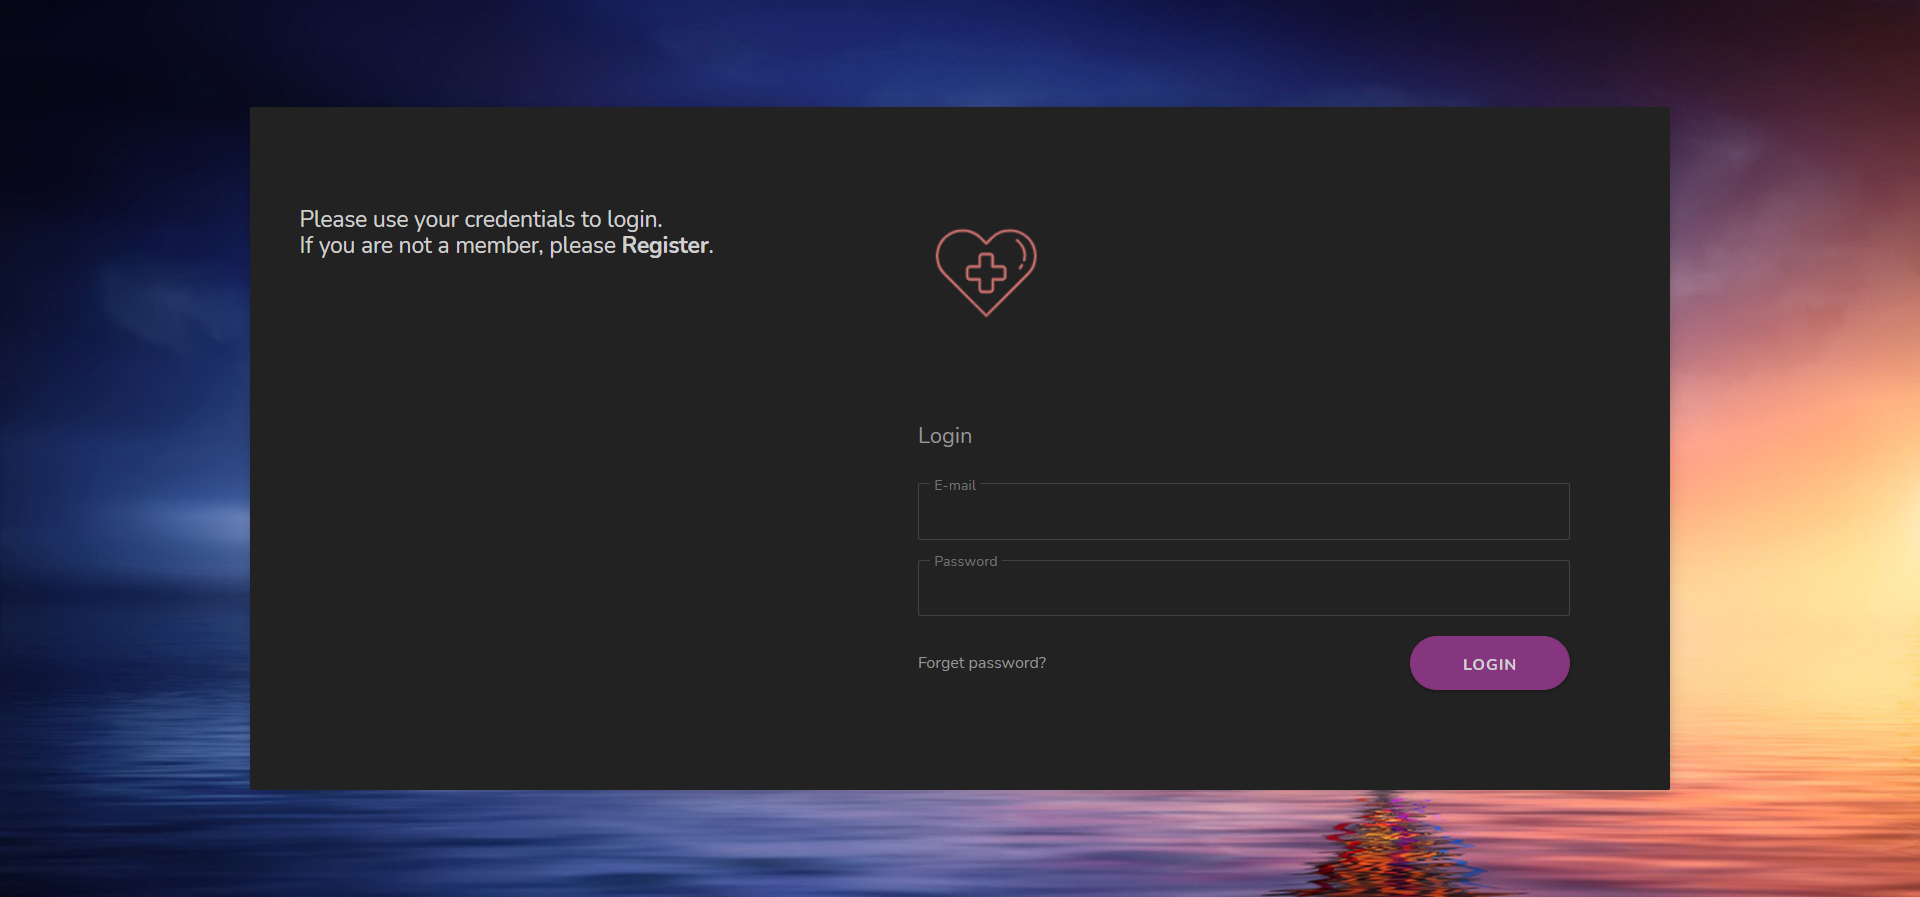 Please use your credentials to login.
If you are not a member, please Register.
Login
E-mail
Password
Forget password?
LOGIN